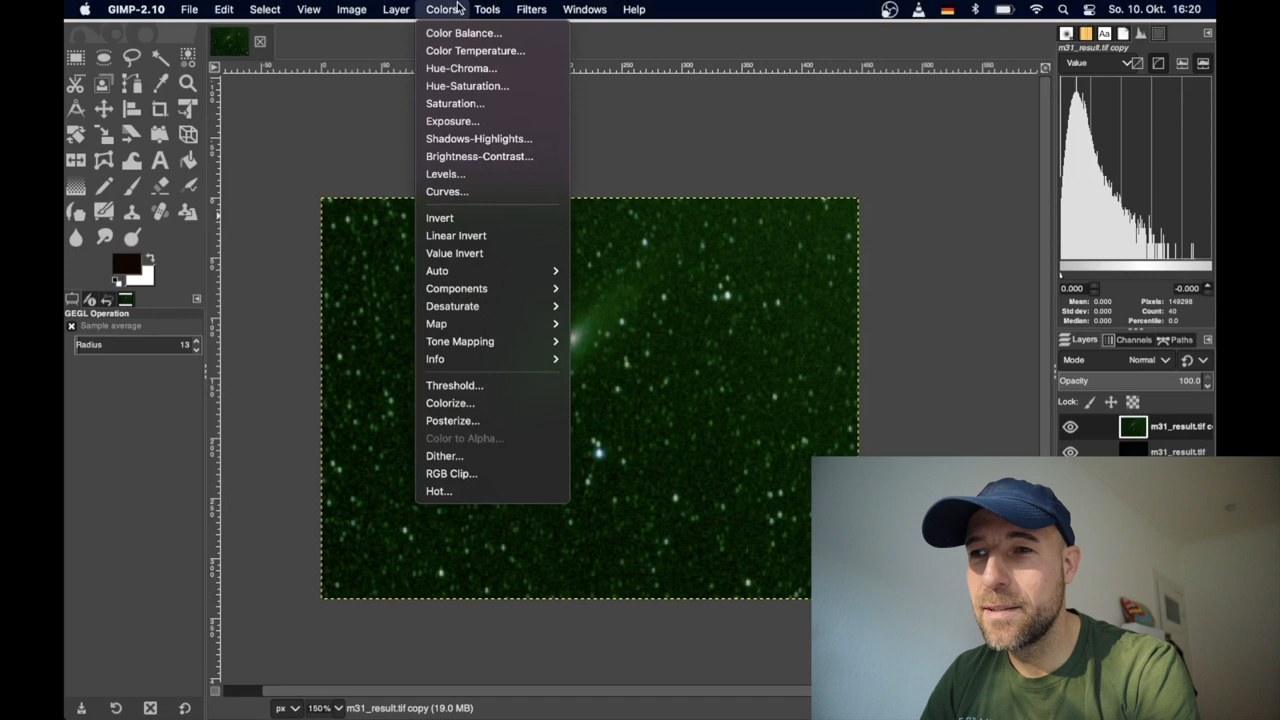 GIMP-2.10 File Edit Select View Image Layer Colors Tools Filters Windows Help So. 10. Okt. 16:20
Color Balance...
Color Temperature...
Hue-Chroma...
Hue-Saturation...
Saturation...
Exposure...
Shadows-Highlights...
Brightness-Contrast...
Levels...
Curves...
Invert
Linear Invert
Value Invert
Auto
Components
Desaturate
Map
Tone Mapping
Info
Threshold...
Colorize...
Posterize...
Color to Alpha...
Dither...
RGB Clip...
Hot...
GEGL Operation
Sample average
Radius 13
m31_result.tif copy
Value
0.000 -0.000
Mean: 0.000 Pixels: 149298
Std dev: 0.000 Count: 40
Median: 0.000 Percentile: 0.0
Layers Channels Paths
Mode Normal
Opacity 100.0
Lock:
m31_result.tif c
m31_result.tif
px 150% m31_result.tif copy (19.0 MB)